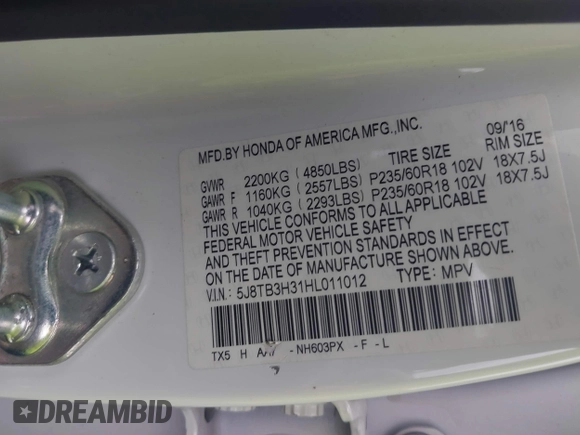 MFD.BY HONDA OF AMERICA MFG.,INC. 09/'16
GVWR 2200KG (4850LBS) TIRE SIZE RIM SIZE
GAWR F 1160KG (2557LBS) P235/60R18 102V 18X7.5J
GAWR R 1040KG (2293LBS) P235/60R18 102V 18X7.5J
THIS VEHICLE CONFORMS TO ALL APPLICABLE
FEDERAL MOTOR VEHICLE SAFETY
AND THEFT PREVENTION STANDARDS IN EFFECT
ON THE DATE OF MANUFACTURE SHOWN ABOVE.
V.I.N.: 5J8TB3H31HL011012 TYPE: MPV
TX5 H -NH603PX -F -L
DREAMBID